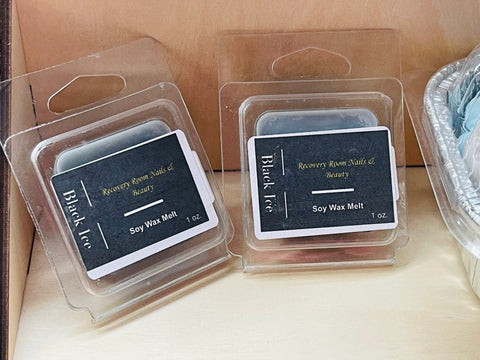 Black Ice
Recovery Room Nails &
Beauty
Soy Wax Melt
1 oz.
Black Ice
Recovery Room Nails &
Beauty
Soy Wax Melt
1 oz.